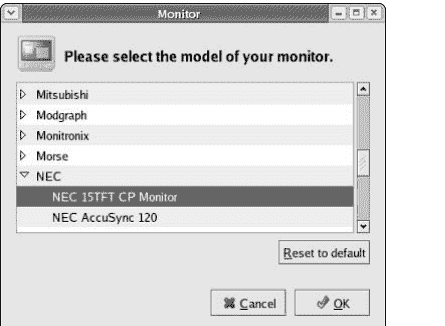 Monitor
Please select the model of your monitor.
Mitsubishi
Modgraph
Monitronix
Morse
NEC
NEC 15TFT CP Monitor
NEC AccuSync 120
Reset to default
Cancel
OK